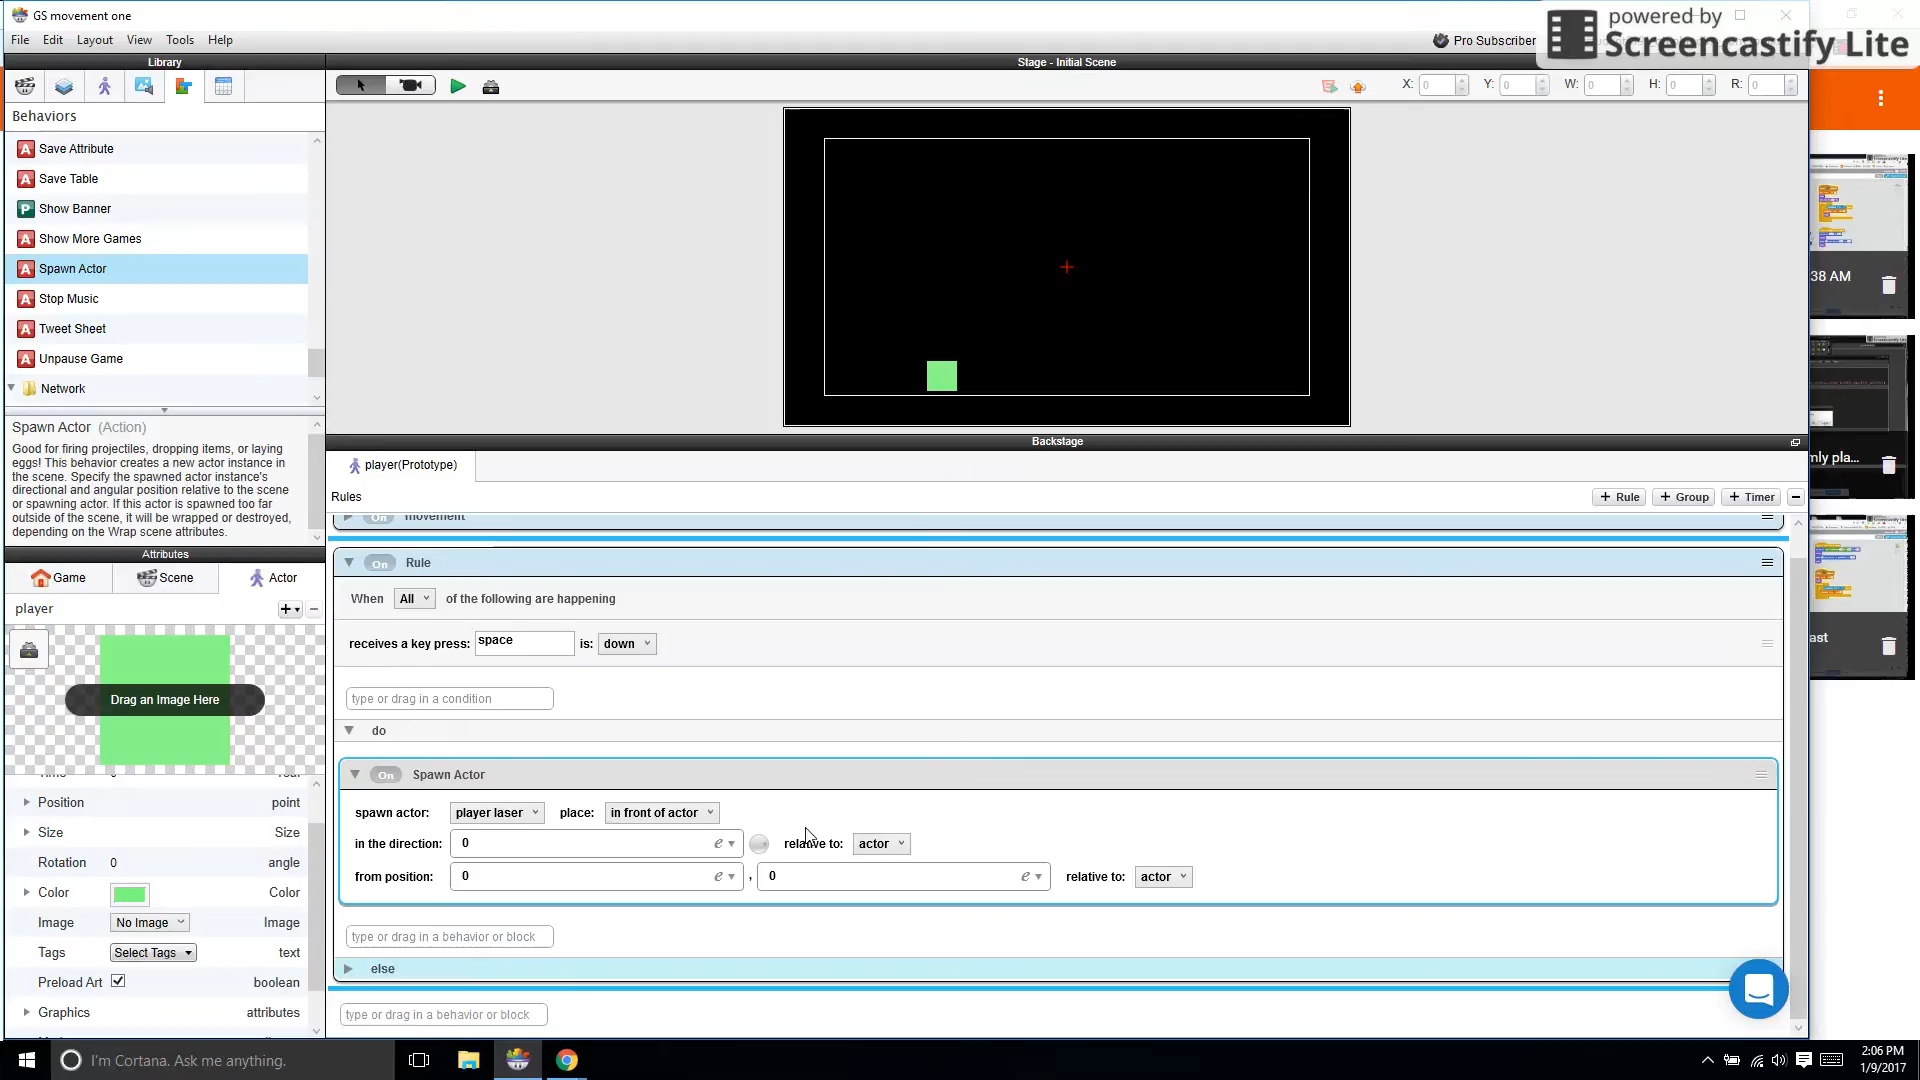 GS movement one
powered by
Screencastify Lite
File Edit Layout View Tools Help
Pro Subscriber
Library
Stage - Initial Scene
X: 0 Y: 0 W: 0 H: 0 R: 0
Behaviors
Save Attribute
Save Table
Show Banner
Show More Games
Spawn Actor
Stop Music
Tweet Sheet
Unpause Game
Network
38 AM
Spawn Actor (Action)
Good for firing projectiles, dropping items, or laying
eggs! This behavior creates a new actor instance in
the scene. Specify the spawned actor instance's
directional and angular position relative to the scene
or spawning actor. If this actor is spawned too far
outside of the scene, it will be wrapped or destroyed,
depending on the Wrap scene attributes.
Backstage
player(Prototype)
Rules
+ Rule + Group + Timer
mly pla...
On movement
On Rule
When All of the following are happening
receives a key press: space is: down
type or drag in a condition
do
On Spawn Actor
spawn actor: player laser place: in front of actor
in the direction: 0 e relative to: actor
from position: 0 e , 0 e relative to: actor
type or drag in a behavior or block
else
type or drag in a behavior or block
ast
Attributes
Game Scene Actor
player
Drag an Image Here
Position point
Size Size
Rotation 0 angle
Color Color
Image No Image Image
Tags Select Tags text
Preload Art boolean
Graphics attributes
I'm Cortana. Ask me anything.
2:06 PM
1/9/2017